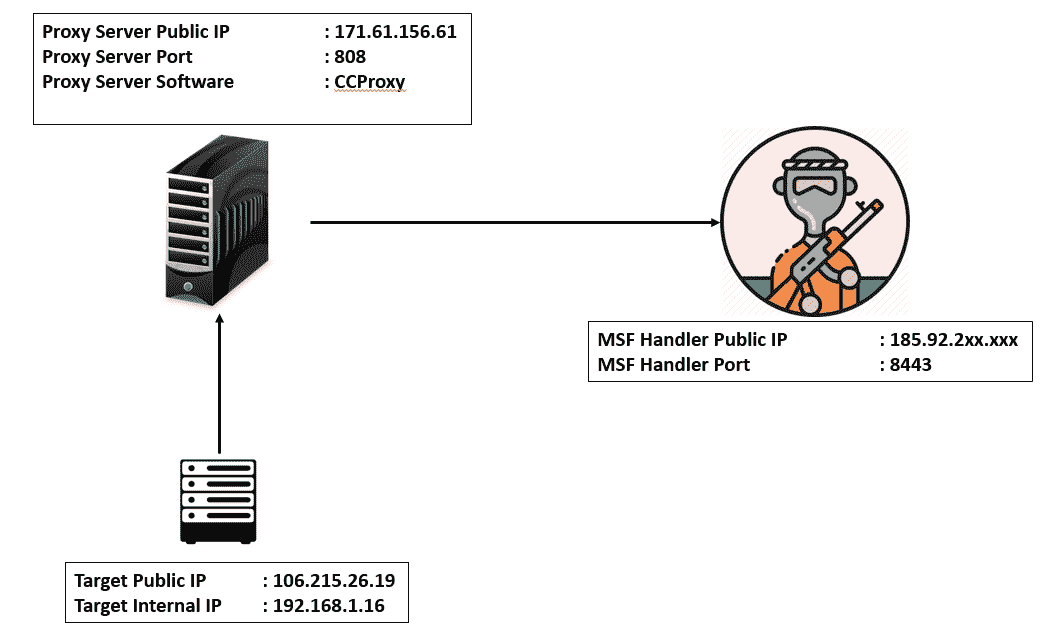 Proxy Server Public IP : 171.61.156.61
Proxy Server Port : 808
Proxy Server Software : CCProxy
MSF Handler Public IP : 185.92.2xx.xxx
MSF Handler Port : 8443
Target Public IP : 106.215.26.19
Target Internal IP : 192.168.1.16